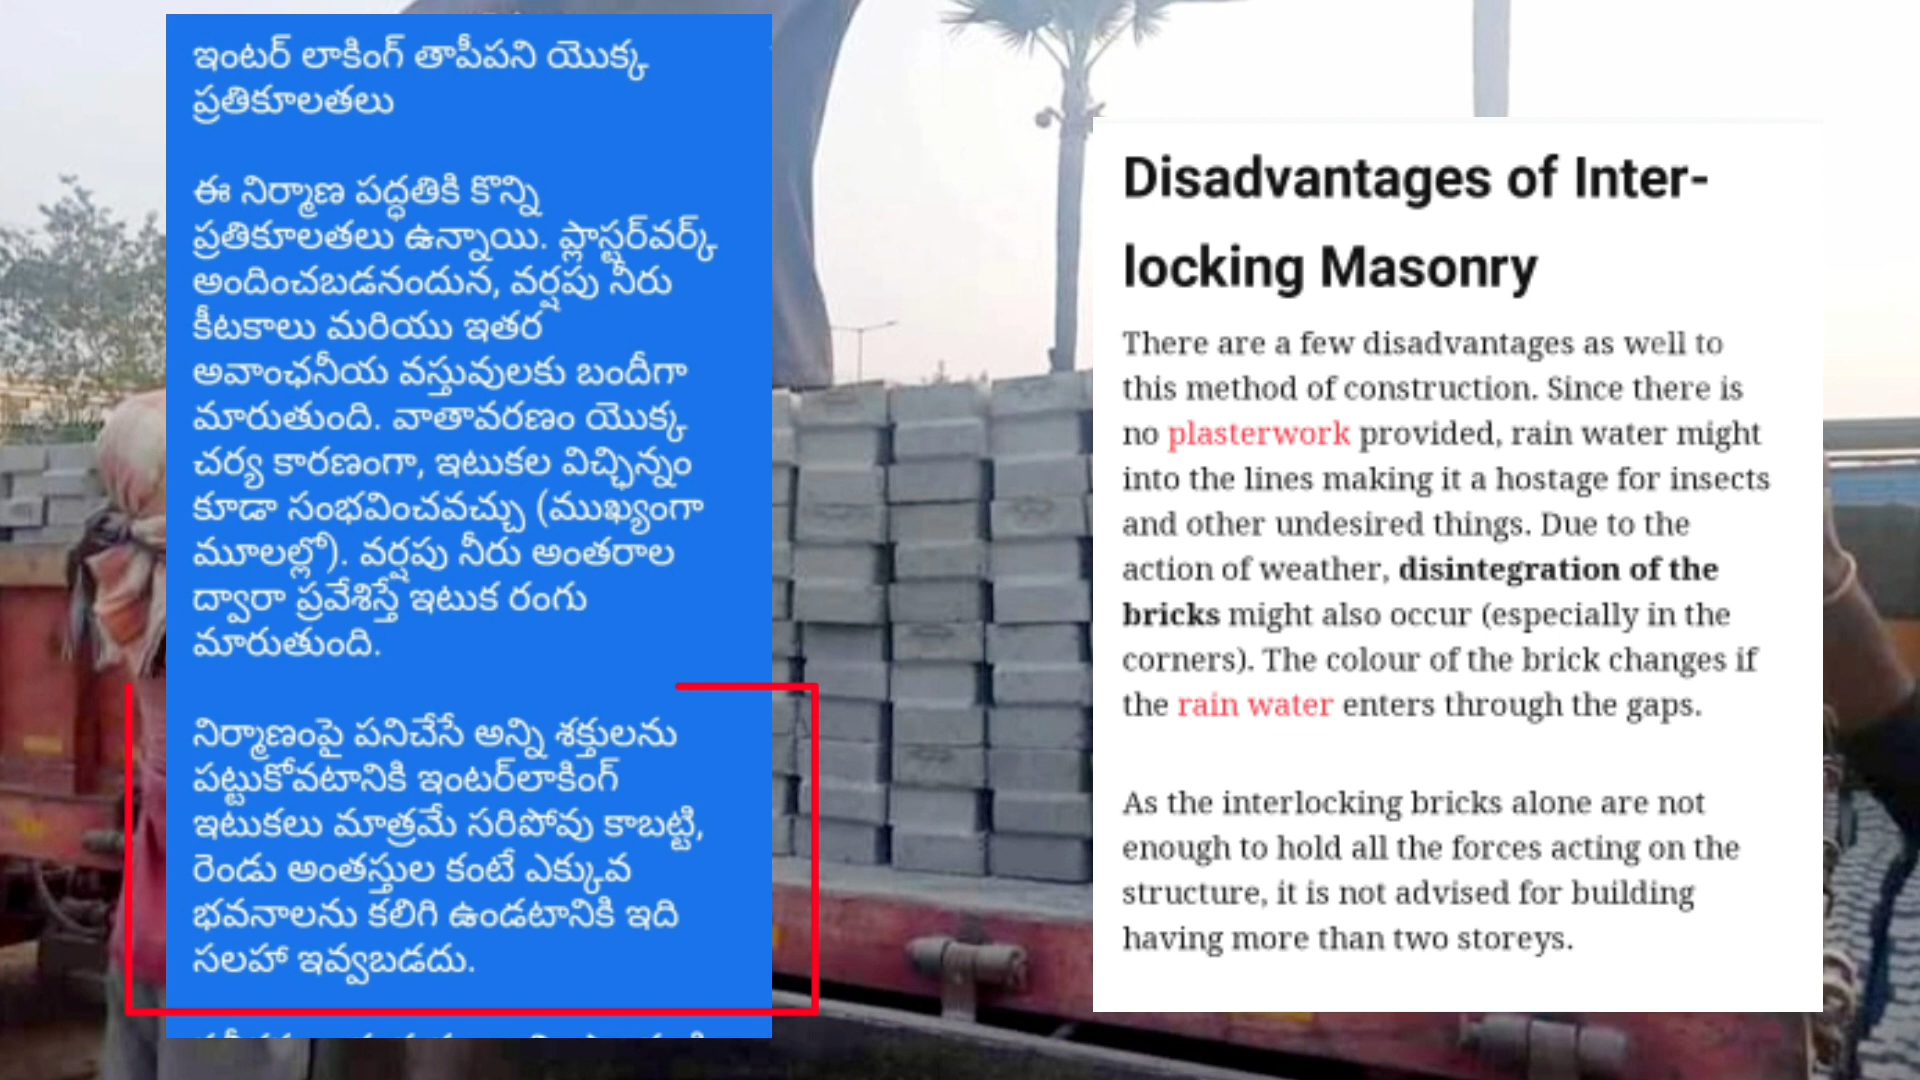 ఇంటర్ లాకింగ్ తాపీపని యొక్క
ప్రతికూలతలు
ఈ నిర్మాణ పద్ధతికి కొన్ని
ప్రతికూలతలు ఉన్నాయి. ప్లాస్టర్‌వర్క్
అందించబడనందున, వర్షపు నీరు
కీటకాలు మరియు ఇతర
అవాంఛనీయ వస్తువులకు బందీగా
మారుతుంది. వాతావరణం యొక్క
చర్య కారణంగా, ఇటుకల విచ్ఛిన్నం
కూడా సంభవించవచ్చు (ముఖ్యంగా
మూలల్లో). వర్షపు నీరు అంతరాల
ద్వారా ప్రవేశిస్తే ఇటుక రంగు
మారుతుంది.
నిర్మాణంపై పనిచేసే అన్ని శక్తులను
పట్టుకోవటానికి ఇంటర్‌లాకింగ్
ఇటుకలు మాత్రమే సరిపోవు కాబట్టి,
రెండు అంతస్తుల కంటే ఎక్కువ
భవనాలను కలిగి ఉండటానికి ఇది
సలహా ఇవ్వబడదు.
Disadvantages of Inter-
locking Masonry
There are a few disadvantages as well to
this method of construction. Since there is
no plasterwork provided, rain water might
into the lines making it a hostage for insects
and other undesired things. Due to the
action of weather, disintegration of the
bricks might also occur (especially in the
corners). The colour of the brick changes if
the rain water enters through the gaps.
As the interlocking bricks alone are not
enough to hold all the forces acting on the
structure, it is not advised for building
having more than two storeys.